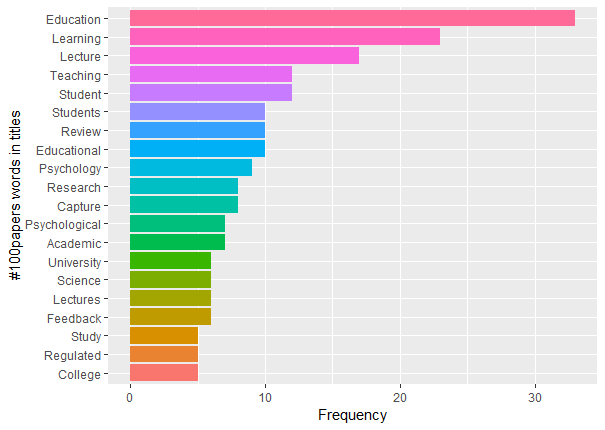 Education
Learning
Lecture
Teaching
Student
Students
Review
Educational
Psychology
Research
Capture
Psychological
Academic
University
Science
Lectures
Feedback
Study
Regulated
College
#100papers words in titles
0 10 20 30
Frequency